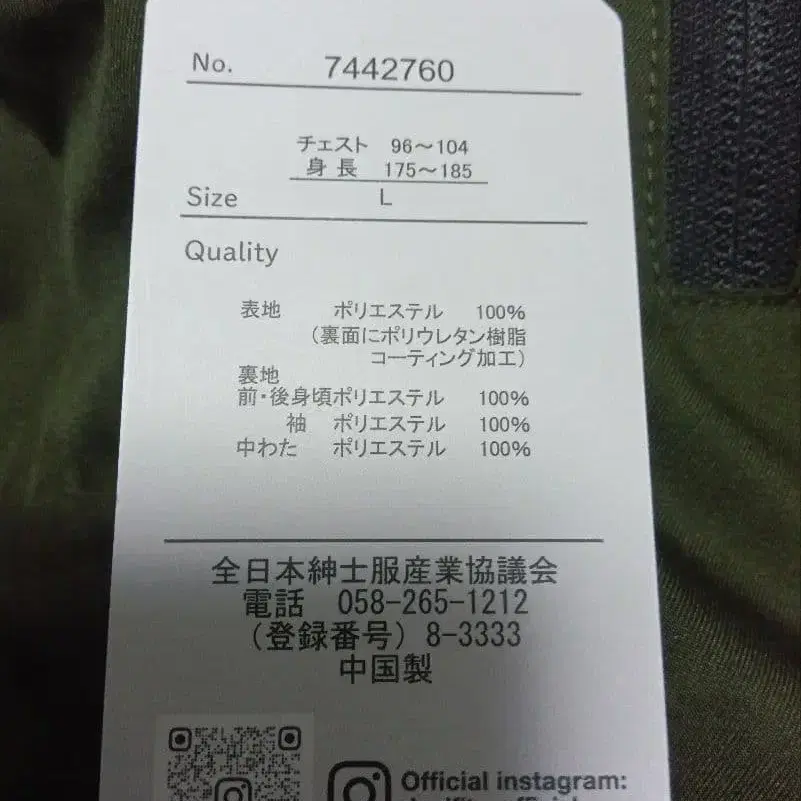 No. 7442760
チェスト 96～104
身長 175～185
Size L
Quality
表地 ポリエステル 100%
（裏面にポリウレタン樹脂
コーティング加工）
裏地
前・後身頃ポリエステル 100%
袖 ポリエステル 100%
中わた ポリエステル 100%
全日本紳士服産業協議会
電話 058-265-1212
（登録番号）8-3333
中国製
Official instagram: